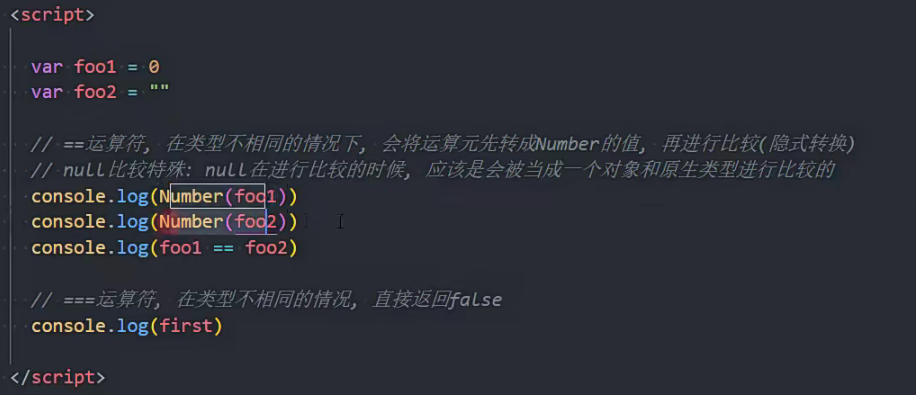 <script>
var foo1 = 0
var foo2 = ""
// ==运算符, 在类型不相同的情况下, 会将运算元先转成Number的值, 再进行比较(隐式转换)
// null比较特殊: null在进行比较的时候, 应该是会被当成一个对象和原生类型进行比较的
console.log(Number(foo1))
console.log(Number(foo2))
console.log(foo1 == foo2)
// ===运算符, 在类型不相同的情况, 直接返回false
console.log(first)
</script>